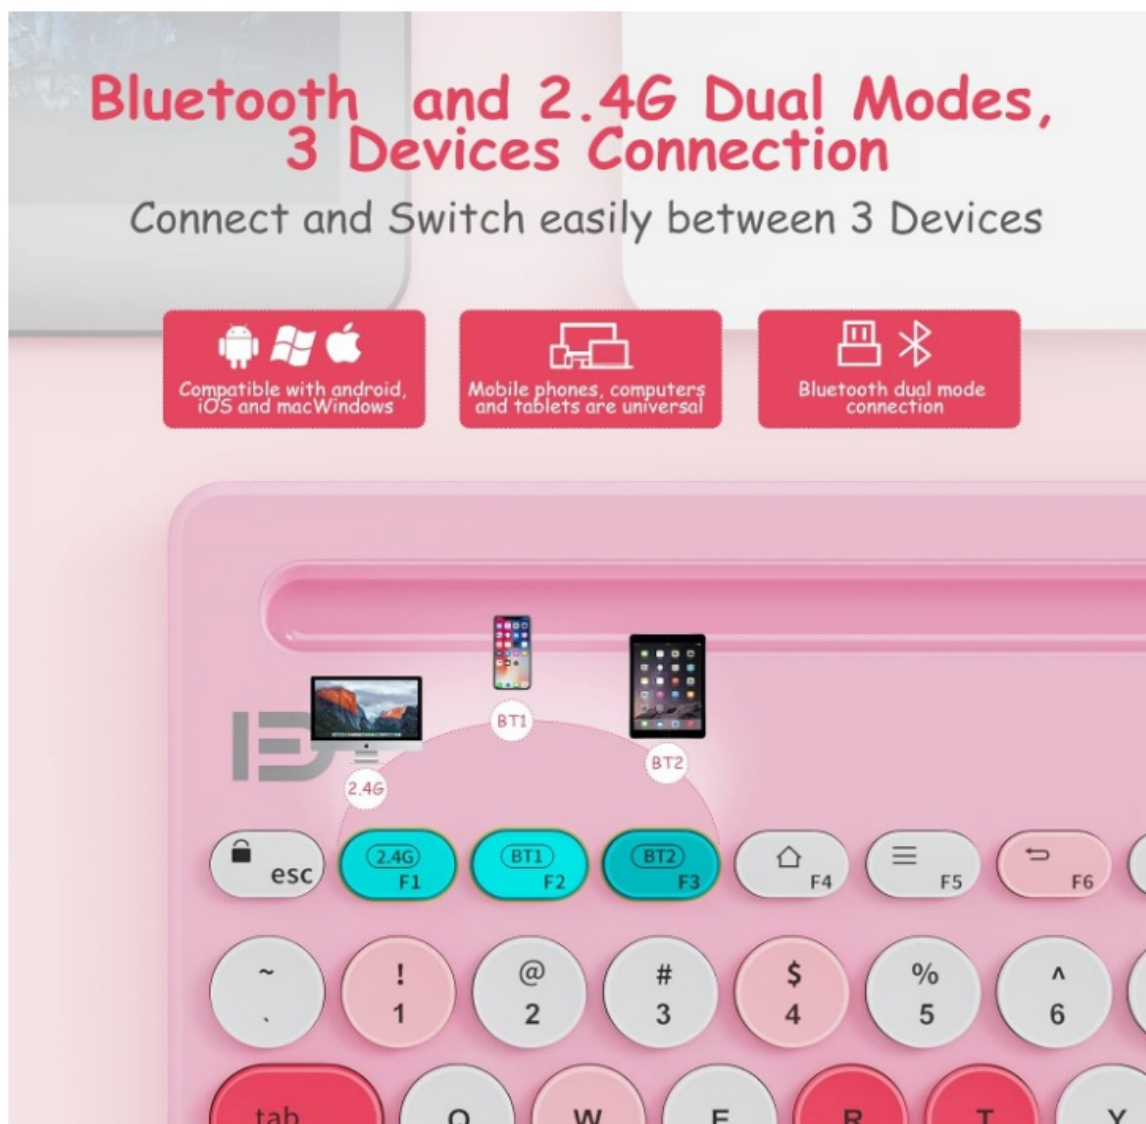 Bluetooth and 2.4G Dual Modes,
3 Devices Connection
Connect and Switch easily between 3 Devices
Compatible with android,
iOS and macWindows
Mobile phones, computers
and tablets are universal
Bluetooth dual mode
connection
BT1
BT2
2.4G
esc
2.4G
F1
BT1
F2
BT2
F3
F4
F5
F6
~
`
!
1
@
2
#
3
$
4
%
5
^
6
tab
Q
W
E
R
T
Y